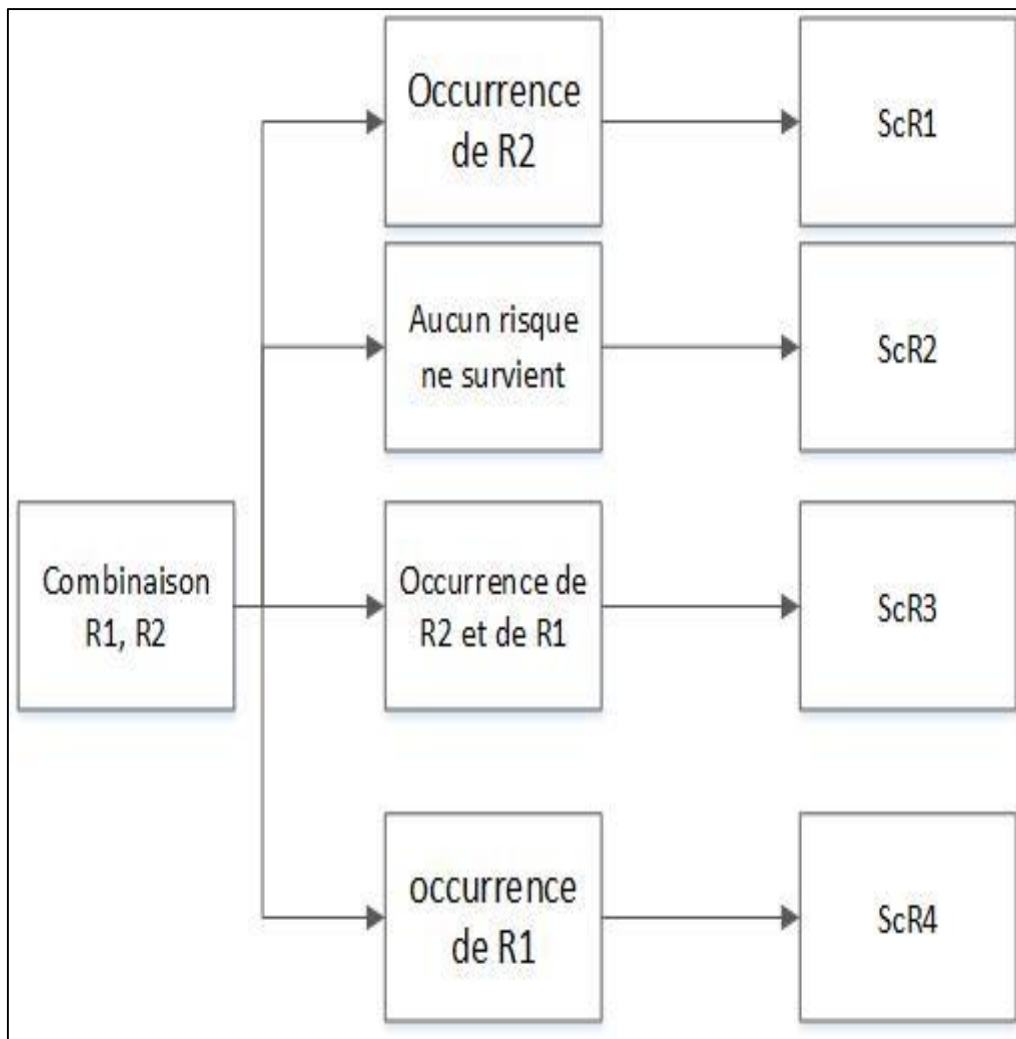 Occurrence
de R2
ScR1
Aucun risque
ne survient
ScR2
Combinaison
R1, R2
Occurrence de
R2 et de R1
ScR3
occurrence
de R1
ScR4